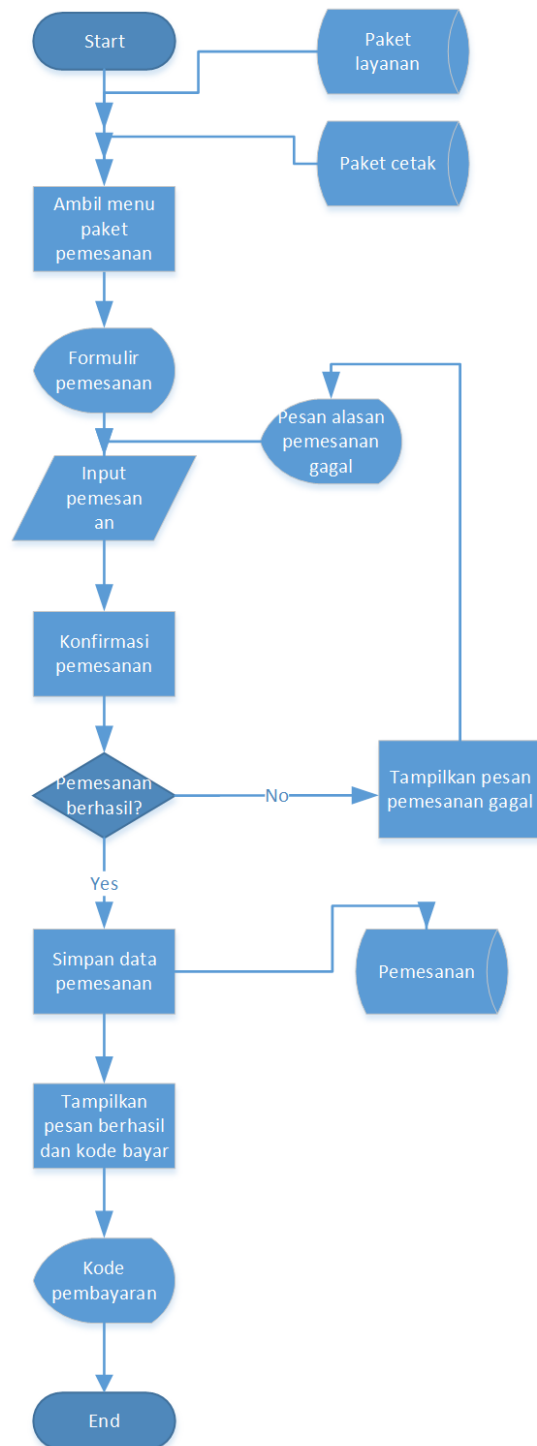 Start
Paket
layanan
Paket cetak
Ambil menu
paket
pemesanan
Formulir
pemesanan
Pesan alasan
pemesanan
gagal
Input
pemesan
an
Konfirmasi
pemesanan
Pemesanan
berhasil?
No
Tampilkan pesan
pemesanan gagal
Yes
Simpan data
pemesanan
Pemesanan
Tampilkan
pesan berhasil
dan kode bayar
Kode
pembayaran
End